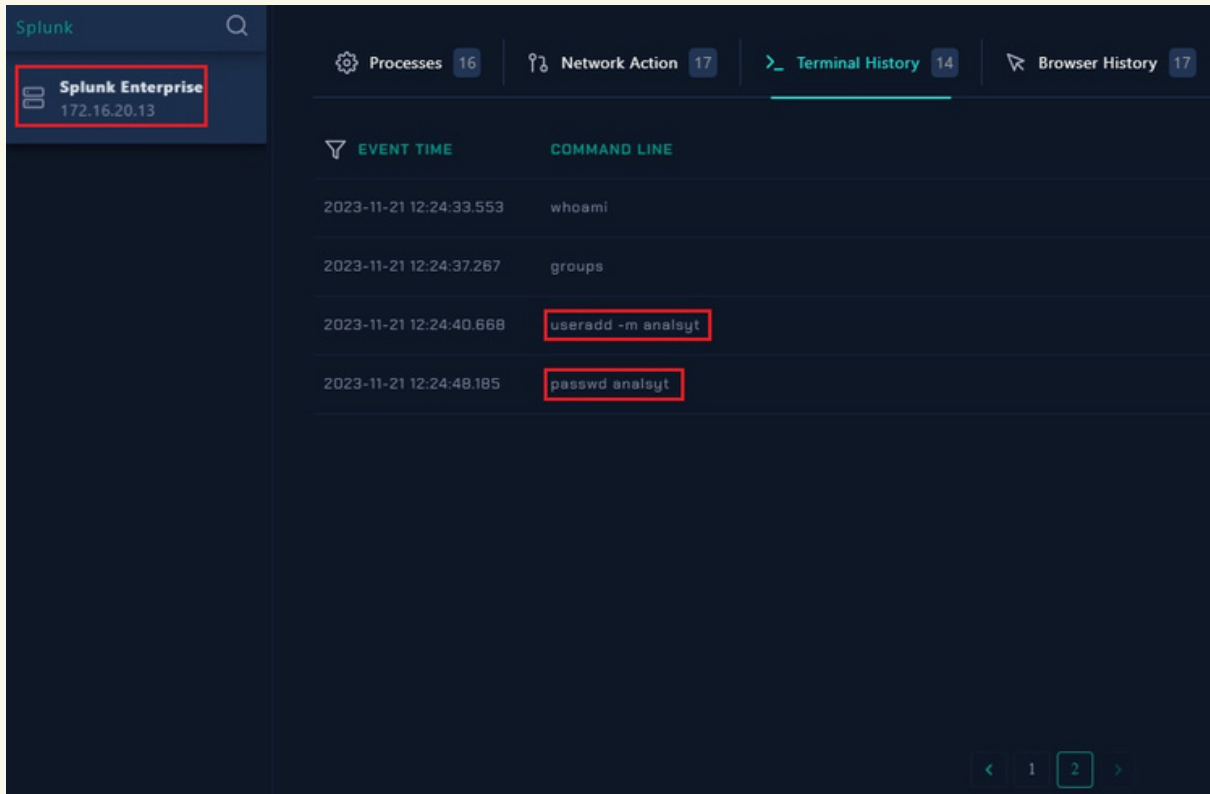 Splunk
Splunk Enterprise
172.16.20.13
Processes 16 Network Action 17 >_ Terminal History 14 Browser History 17
EVENT TIME COMMAND LINE
2023-11-21 12:24:33.553 whoami
2023-11-21 12:24:37.267 groups
2023-11-21 12:24:40.668 useradd -m analsyt
2023-11-21 12:24:48.185 passwd analsyt
< 1 2 >